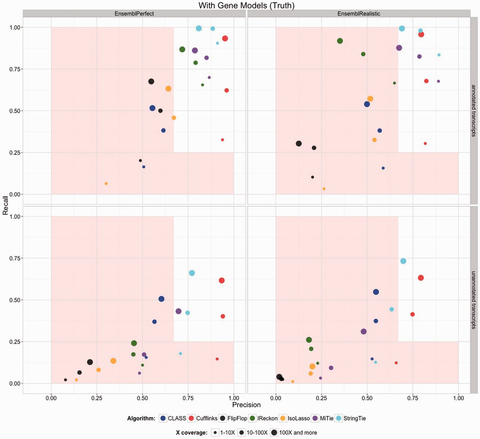 With Gene Models (Truth)
EnsemblPerfect
EnsemblRealistic
1.00
0.75
0.50
0.25
0.00
annotated transcripts
Recall
1.00
0.75
0.50
0.25
0.00
unannotated transcripts
0.00 0.25 0.50 0.75 1.00
0.00 0.25 0.50 0.75 1.00
Precision
Algorithm: CLASS Cufflinks FlipFlop iReckon IsoLasso MiTie StringTie
X coverage: 1-10X 10-100X 100X and more